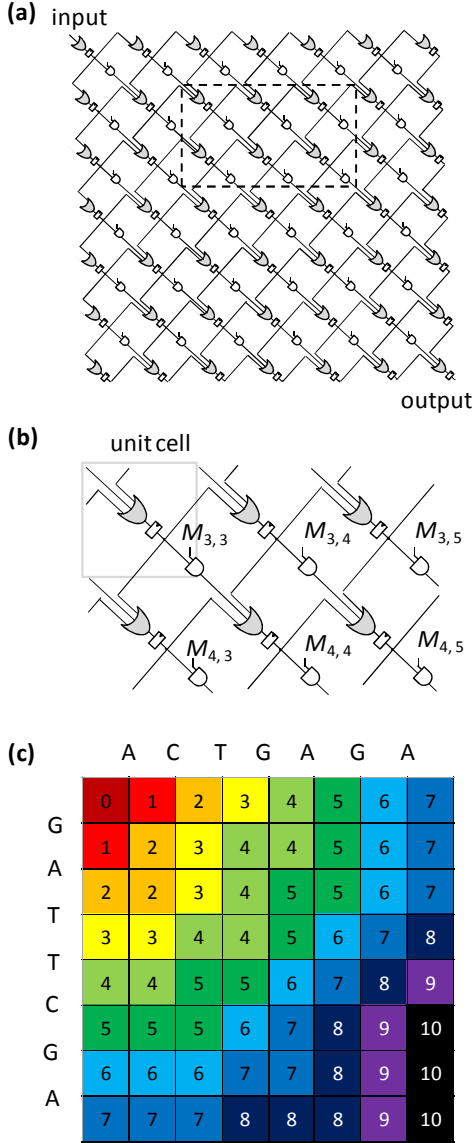 (a)
input
output
(b)
unit cell
M3, 3 M3, 4 M3, 5
M4, 3 M4, 4 M4, 5
(c) A C T G A G A
0 1 2 3 4 5 6 7
G
1 2 3 4 4 5 6 7
A
2 2 3 4 5 5 6 7
T
3 3 4 4 5 6 7 8
T
4 4 5 5 6 7 8 9
C
5 5 5 6 7 8 9 10
G
6 6 6 7 7 8 9 10
A
7 7 7 8 8 8 9 10